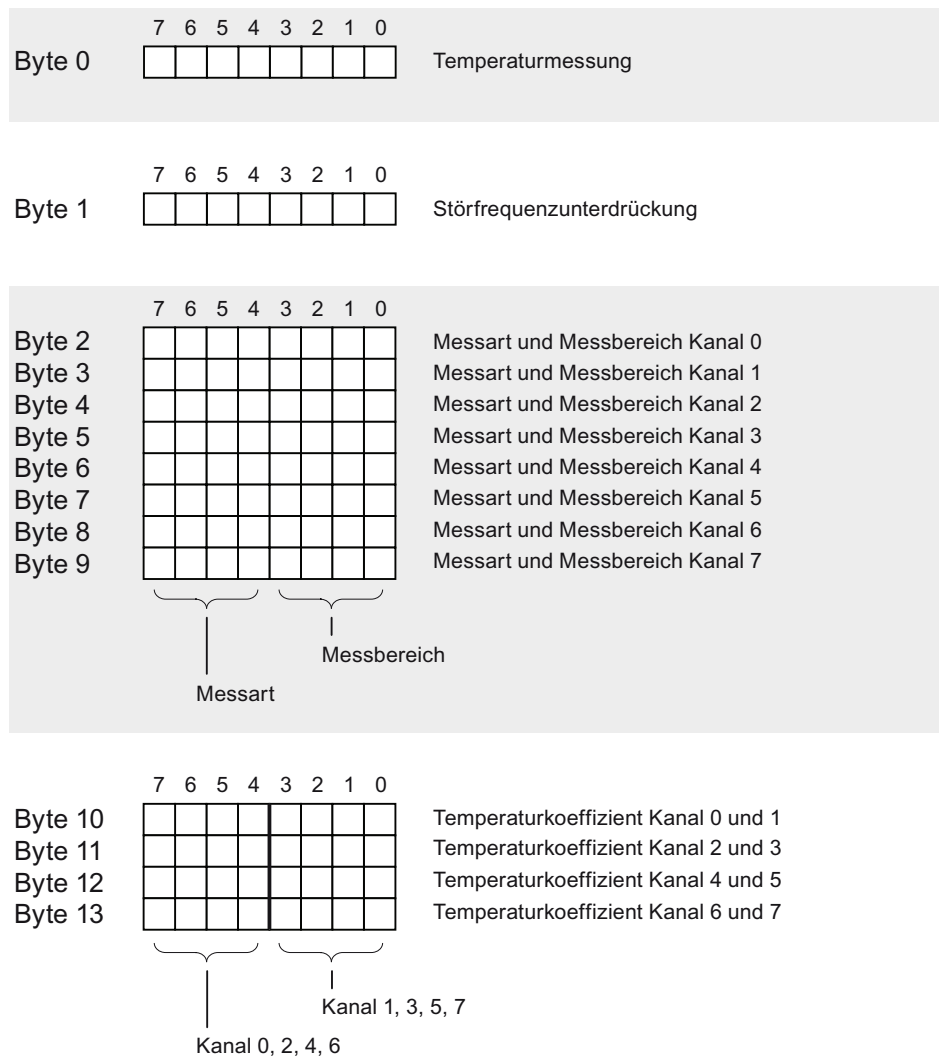 7 6 5 4 3 2 1 0
Byte 0 Temperaturmessung
7 6 5 4 3 2 1 0
Byte 1 Störfrequenzunterdrückung
7 6 5 4 3 2 1 0
Byte 2 Messart und Messbereich Kanal 0
Byte 3 Messart und Messbereich Kanal 1
Byte 4 Messart und Messbereich Kanal 2
Byte 5 Messart und Messbereich Kanal 3
Byte 6 Messart und Messbereich Kanal 4
Byte 7 Messart und Messbereich Kanal 5
Byte 8 Messart und Messbereich Kanal 6
Byte 9 Messart und Messbereich Kanal 7
Messbereich
Messart
7 6 5 4 3 2 1 0
Byte 10 Temperaturkoeffizient Kanal 0 und 1
Byte 11 Temperaturkoeffizient Kanal 2 und 3
Byte 12 Temperaturkoeffizient Kanal 4 und 5
Byte 13 Temperaturkoeffizient Kanal 6 und 7
Kanal 1, 3, 5, 7
Kanal 0, 2, 4, 6